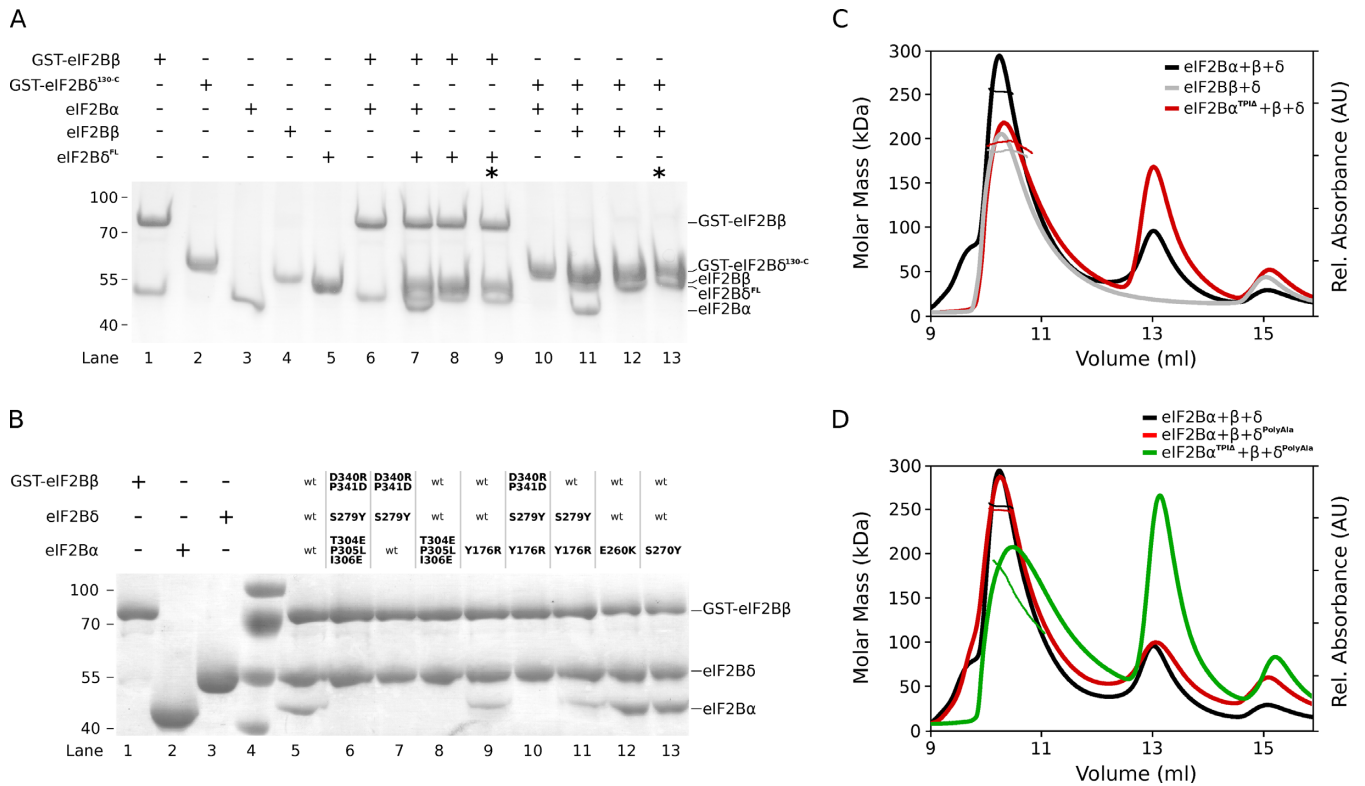 A
GST-eIF2Bβ + - - - - + + + + - - - -
GST-eIF2Bδ130-C - + - - - - - - - + + + +
eIF2Bα - - + - - + + - - + + - -
eIF2Bβ - - - + - - - - - - + + +
eIF2BδFL - - - - + - + + + - - - -
* *
100
70
55
40
GST-eIF2Bβ
GST-eIF2Bδ130-C
eIF2Bβ
eIF2BδFL
eIF2Bα
Lane 1 2 3 4 5 6 7 8 9 10 11 12 13
B
GST-eIF2Bβ + - - wt D340R P341D D340R P341D wt wt D340R P341D wt wt wt
eIF2Bδ - - + wt S279Y S279Y wt wt S279Y S279Y wt wt
eIF2Bα - + - wt T304E P305L I306E wt T304E P305L I306E Y176R Y176R Y176R E260K S270Y
100
70
55
40
GST-eIF2Bβ
eIF2Bδ
eIF2Bα
Lane 1 2 3 4 5 6 7 8 9 10 11 12 13
C
eIF2Bα+β+δ
eIF2Bβ+δ
eIF2BαTPIΔ+β+δ
Molar Mass (kDa)
300
250
200
150
100
50
0
9 11 13 15
Volume (ml)
Rel. Absorbance (AU)
D
eIF2Bα+β+δ
eIF2Bα+β+δPolyAla
eIF2BαTPIΔ+β+δPolyAla
Molar Mass (kDa)
300
250
200
150
100
50
0
9 11 13 15
Volume (ml)
Rel. Absorbance (AU)